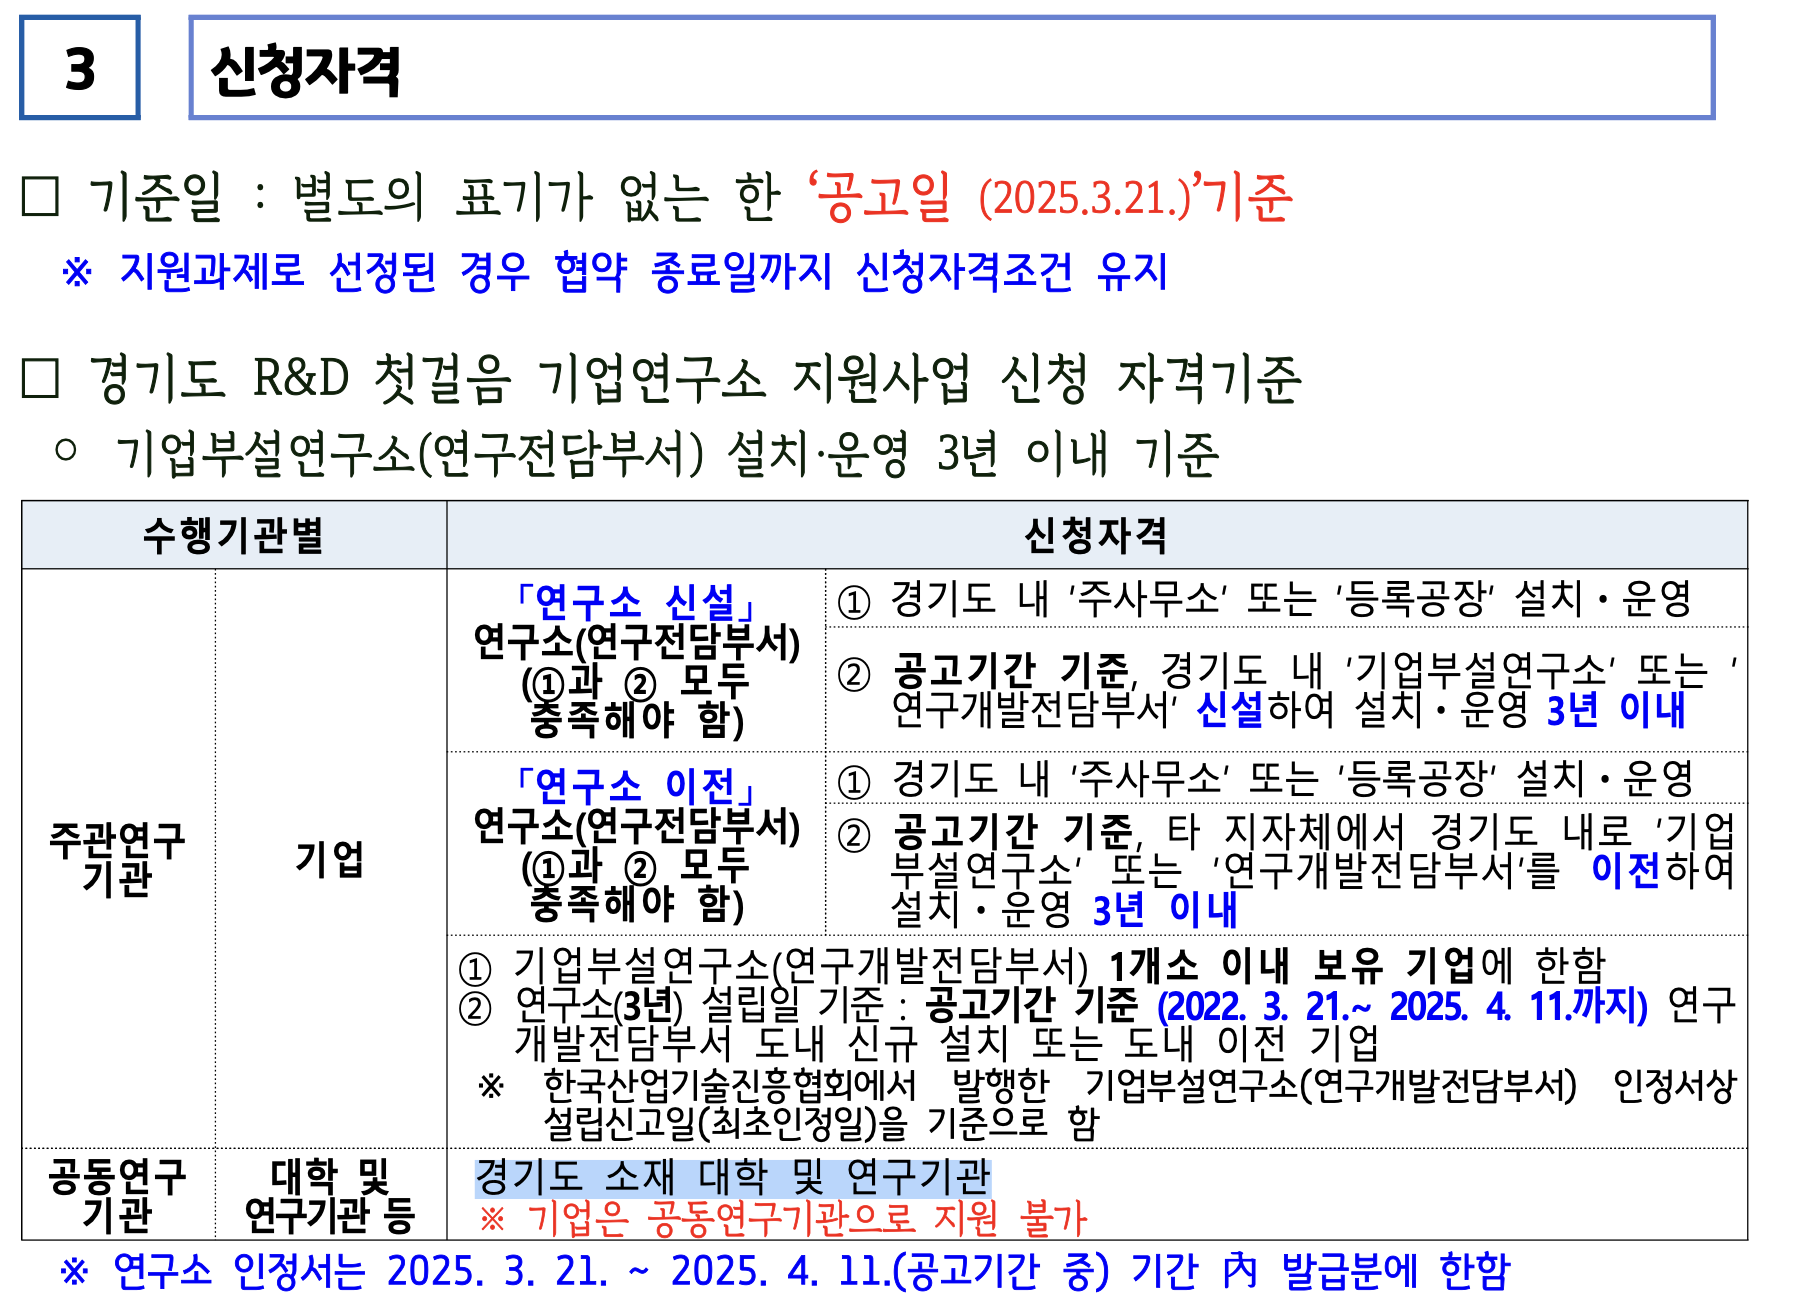 3 신청자격
□ 기준일 : 별도의 표기가 없는 한 ‘공고일 (2025.3.21.)’기준
※ 지원과제로 선정된 경우 협약 종료일까지 신청자격조건 유지
□ 경기도 R&D 첫걸음 기업연구소 지원사업 신청 자격기준
○ 기업부설연구소(연구전담부서) 설치·운영 3년 이내 기준
수행기관별 신청자격
주관연구
기관
기업
「연구소 신설」
연구소(연구전담부서)
(①과 ② 모두
충족해야 함)
① 경기도 내 ‘주사무소’ 또는 ‘등록공장’ 설치・운영
② 공고기간 기준, 경기도 내 ‘기업부설연구소’ 또는 ‘
연구개발전담부서’ 신설하여 설치・운영 3년 이내
「연구소 이전」
연구소(연구전담부서)
(①과 ② 모두
충족해야 함)
① 경기도 내 ‘주사무소‘ 또는 ‘등록공장’ 설치・운영
② 공고기간 기준, 타 지자체에서 경기도 내로 ‘기업
부설연구소’ 또는 ‘연구개발전담부서’를 이전하여
설치・운영 3년 이내
① 기업부설연구소(연구개발전담부서) 1개소 이내 보유 기업에 한함
② 연구소(3년) 설립일 기준 : 공고기간 기준 (2022. 3. 21.~ 2025. 4. 11.까지) 연구
개발전담부서 도내 신규 설치 또는 도내 이전 기업
※ 한국산업기술진흥협회에서 발행한 기업부설연구소(연구개발전담부서) 인정서상
설립신고일(최초인정일)을 기준으로 함
공동연구
기관
대학 및
연구기관 등
경기도 소재 대학 및 연구기관
※ 기업은 공동연구기관으로 지원 불가
※ 연구소 인정서는 2025. 3. 21. ~ 2025. 4. 11.(공고기간 중) 기간 內 발급분에 한함